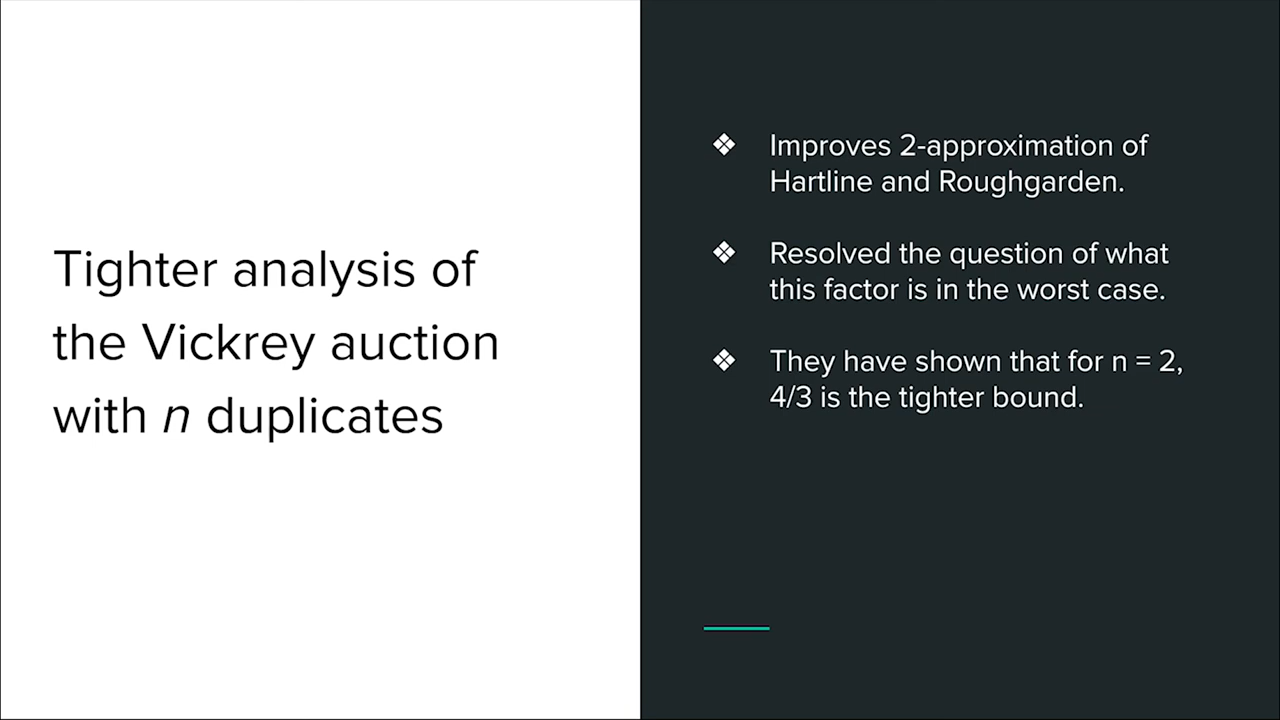 Tighter analysis of
the Vickrey auction
with n duplicates
❖ Improves 2-approximation of
Hartline and Roughgarden.
❖ Resolved the question of what
this factor is in the worst case.
❖ They have shown that for n = 2,
4/3 is the tighter bound.